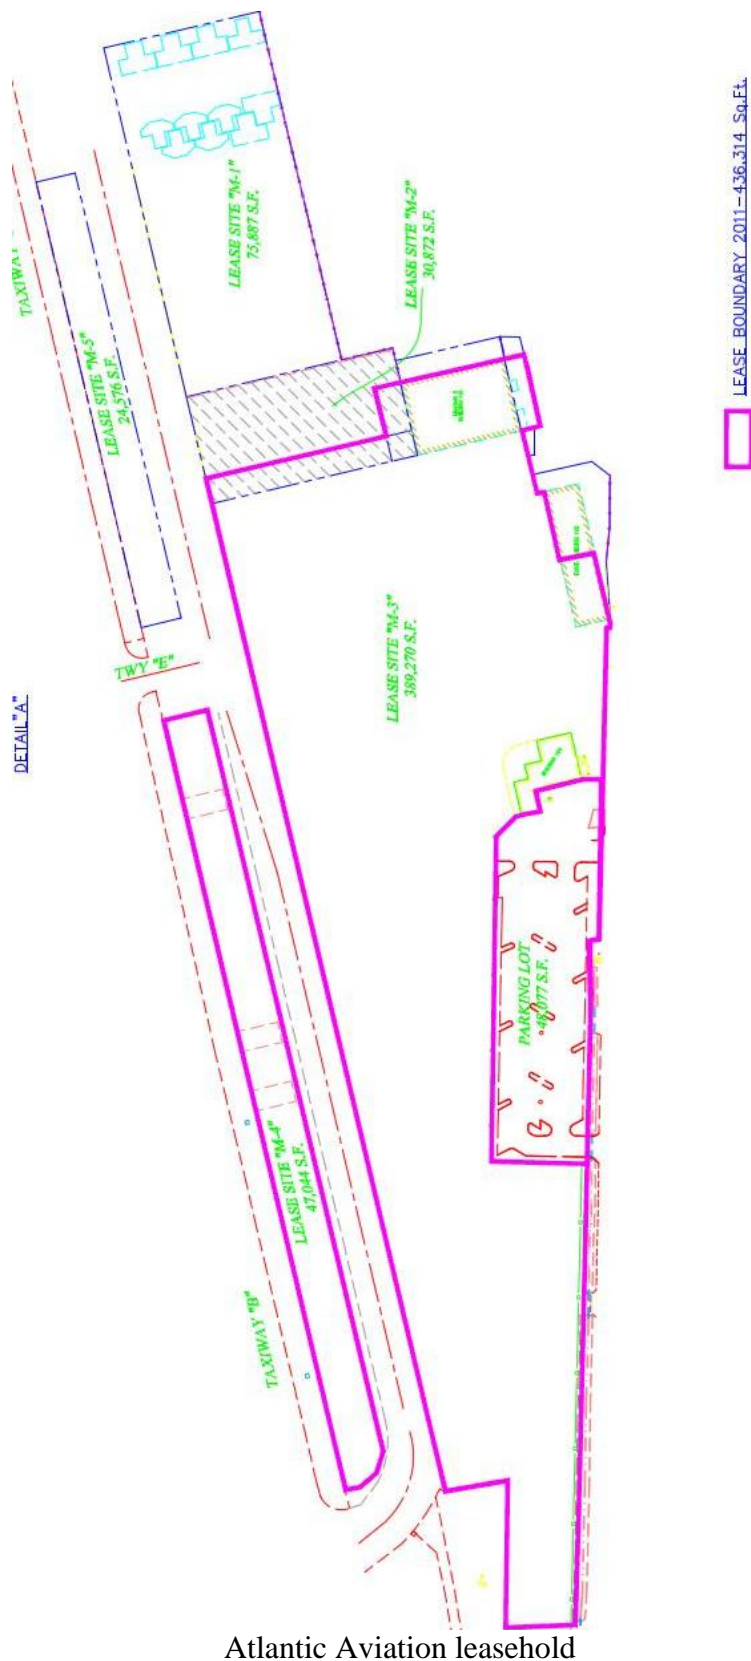 TAXIWAY
LEASE SITE "M-5"
24,576 S.F.
LEASE SITE "M-1"
75,887 S.F.
LEASE SITE "M-2"
30,872 S.F.
LEASE BOUNDARY 2011-436,314 Sq.Ft.
TWY "E"
DETAIL"A"
LEASE SITE "M-3"
389,270 S.F.
PARKING LOT
48,077 S.F.
LEASE SITE "M-4"
47,044 S.F.
TAXIWAY "B"
Atlantic Aviation leasehold